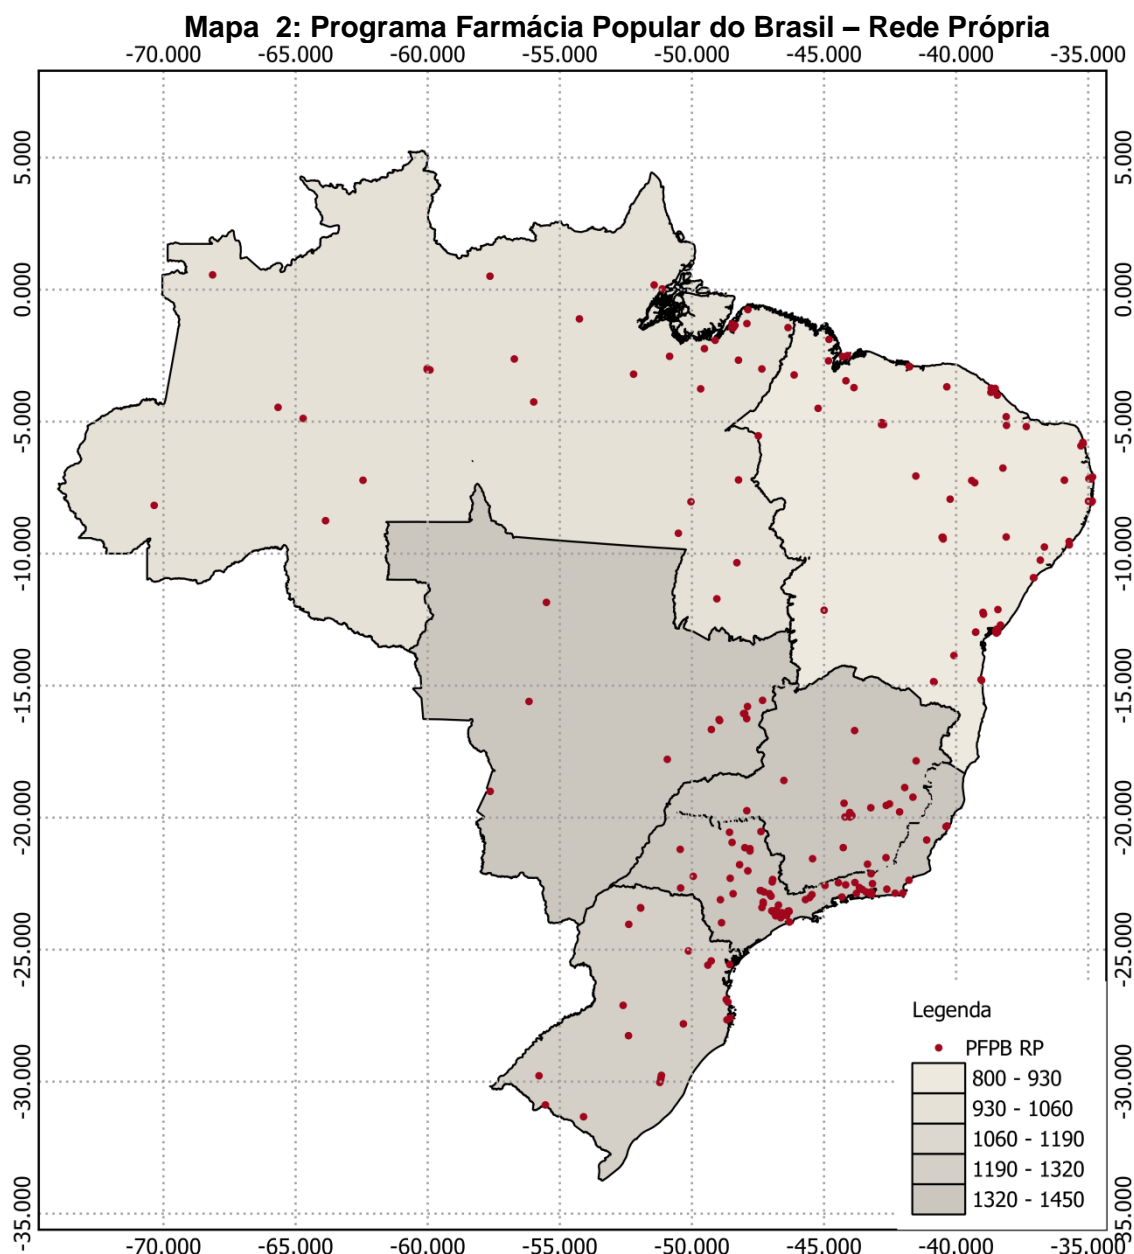 Mapa 2: Programa Farmácia Popular do Brasil – Rede Própria
-70.000 -65.000 -60.000 -55.000 -50.000 -45.000 -40.000 -35.000
5.000 5.000
0.000 0.000
-5.000 -5.000
-10.000 -10.000
-15.000 -15.000
-20.000 -20.000
-25.000 -25.000
Legenda
PFPB RP
800 - 930
930 - 1060
1060 - 1190
1190 - 1320
1320 - 1450
-30.000 -30.000
-35.000 -35.000
-70.000 -65.000 -60.000 -55.000 -50.000 -45.000 -40.000 -35.000